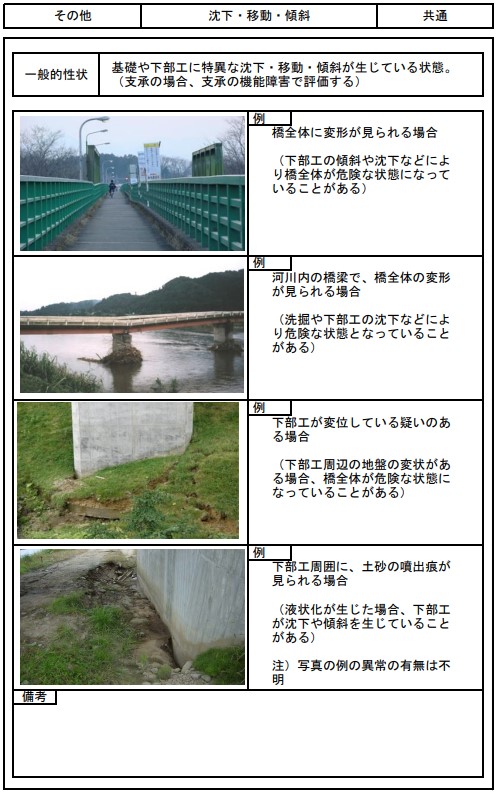 その他
沈下・移動・傾斜
共通
一般的性状
基礎や下部工に特異な沈下・移動・傾斜が生じている状態。
（支承の場合、支承の機能障害で評価する）
例
橋全体に変形が見られる場合
（下部工の傾斜や沈下などによ
り橋全体が危険な状態になって
いることがある）
例
河川内の橋梁で、橋全体の変形
が見られる場合
（洗掘や下部工の沈下などによ
り危険な状態となっていること
がある）
例
下部工が変位している疑いのあ
る場合
（下部工周辺の地盤の変状があ
る場合、橋全体が危険な状態に
なっていることがある）
例
下部工周囲に、土砂の噴出痕が
見られる場合
（液状化が生じた場合、下部工
が沈下や傾斜を生じていること
がある）
注）写真の例の異常の有無は不
明
備考